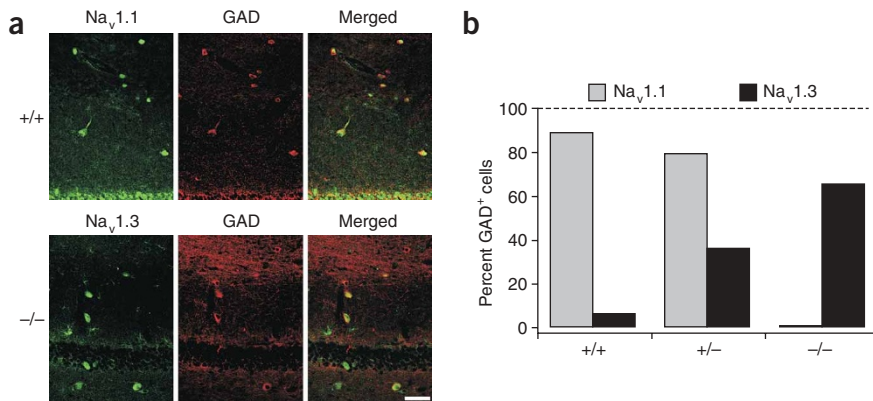 a
Nav1.1 GAD Merged
+/+
Nav1.3 GAD Merged
−/−
b
Nav1.1 Nav1.3
Percent GAD+ cells
100
80
60
40
20
0
+/+ +/− −/−